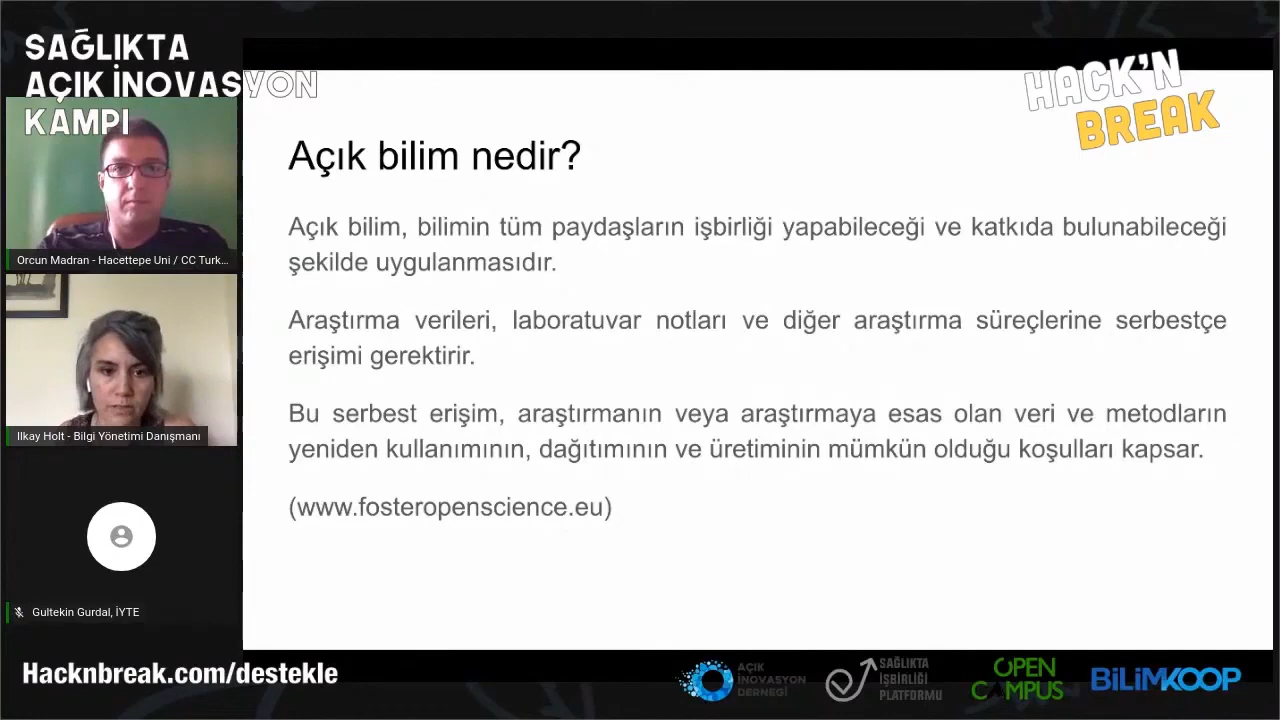 SAĞLIKTA
AÇIK İNOVASYON
KAMPI
HACK'N
BREAK
Orcun Madran - Hacettepe Uni / CC Turk...
Ilkay Holt - Bilgi Yönetimi Danışmanı
Gultekin Gurdal, İYTE
Açık bilim nedir?
Açık bilim, bilimin tüm paydaşların işbirliği yapabileceği ve katkıda bulunabileceği
şekilde uygulanmasıdır.
Araştırma verileri, laboratuvar notları ve diğer araştırma süreçlerine serbestçe
erişimi gerektirir.
Bu serbest erişim, araştırmanın veya araştırmaya esas olan veri ve metodların
yeniden kullanımının, dağıtımının ve üretiminin mümkün olduğu koşulları kapsar.
(www.fosteropenscience.eu)
Hacknbreak.com/destekle
AÇIK
İNOVASYON
DERNEĞİ
SAĞLIKTA
İŞBİRLİĞİ
PLATFORMU
OPEN
CAMPUS
BİLİMKOOP